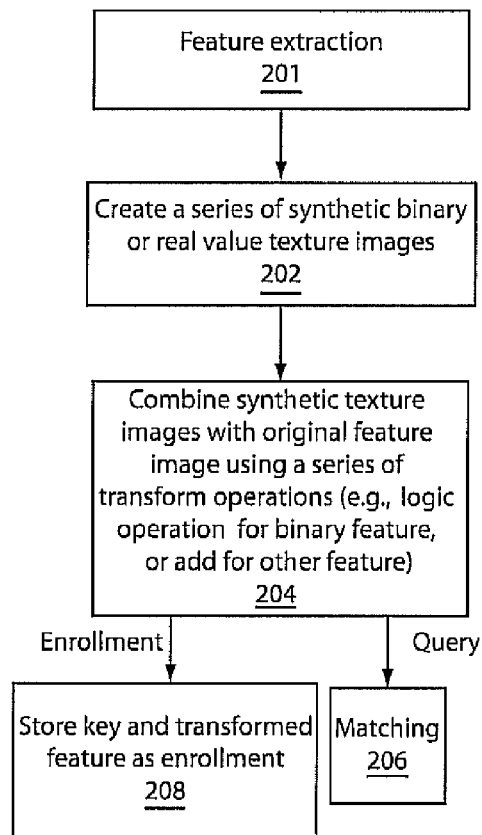 Feature extraction
201
Create a series of synthetic binary
or real value texture images
202
Combine synthetic texture
images with original feature
image using a series of
transform operations (e.g., logic
operation for binary feature,
or add for other feature)
204
Enrollment
Query
Store key and transformed
feature as enrollment
208
Matching
206